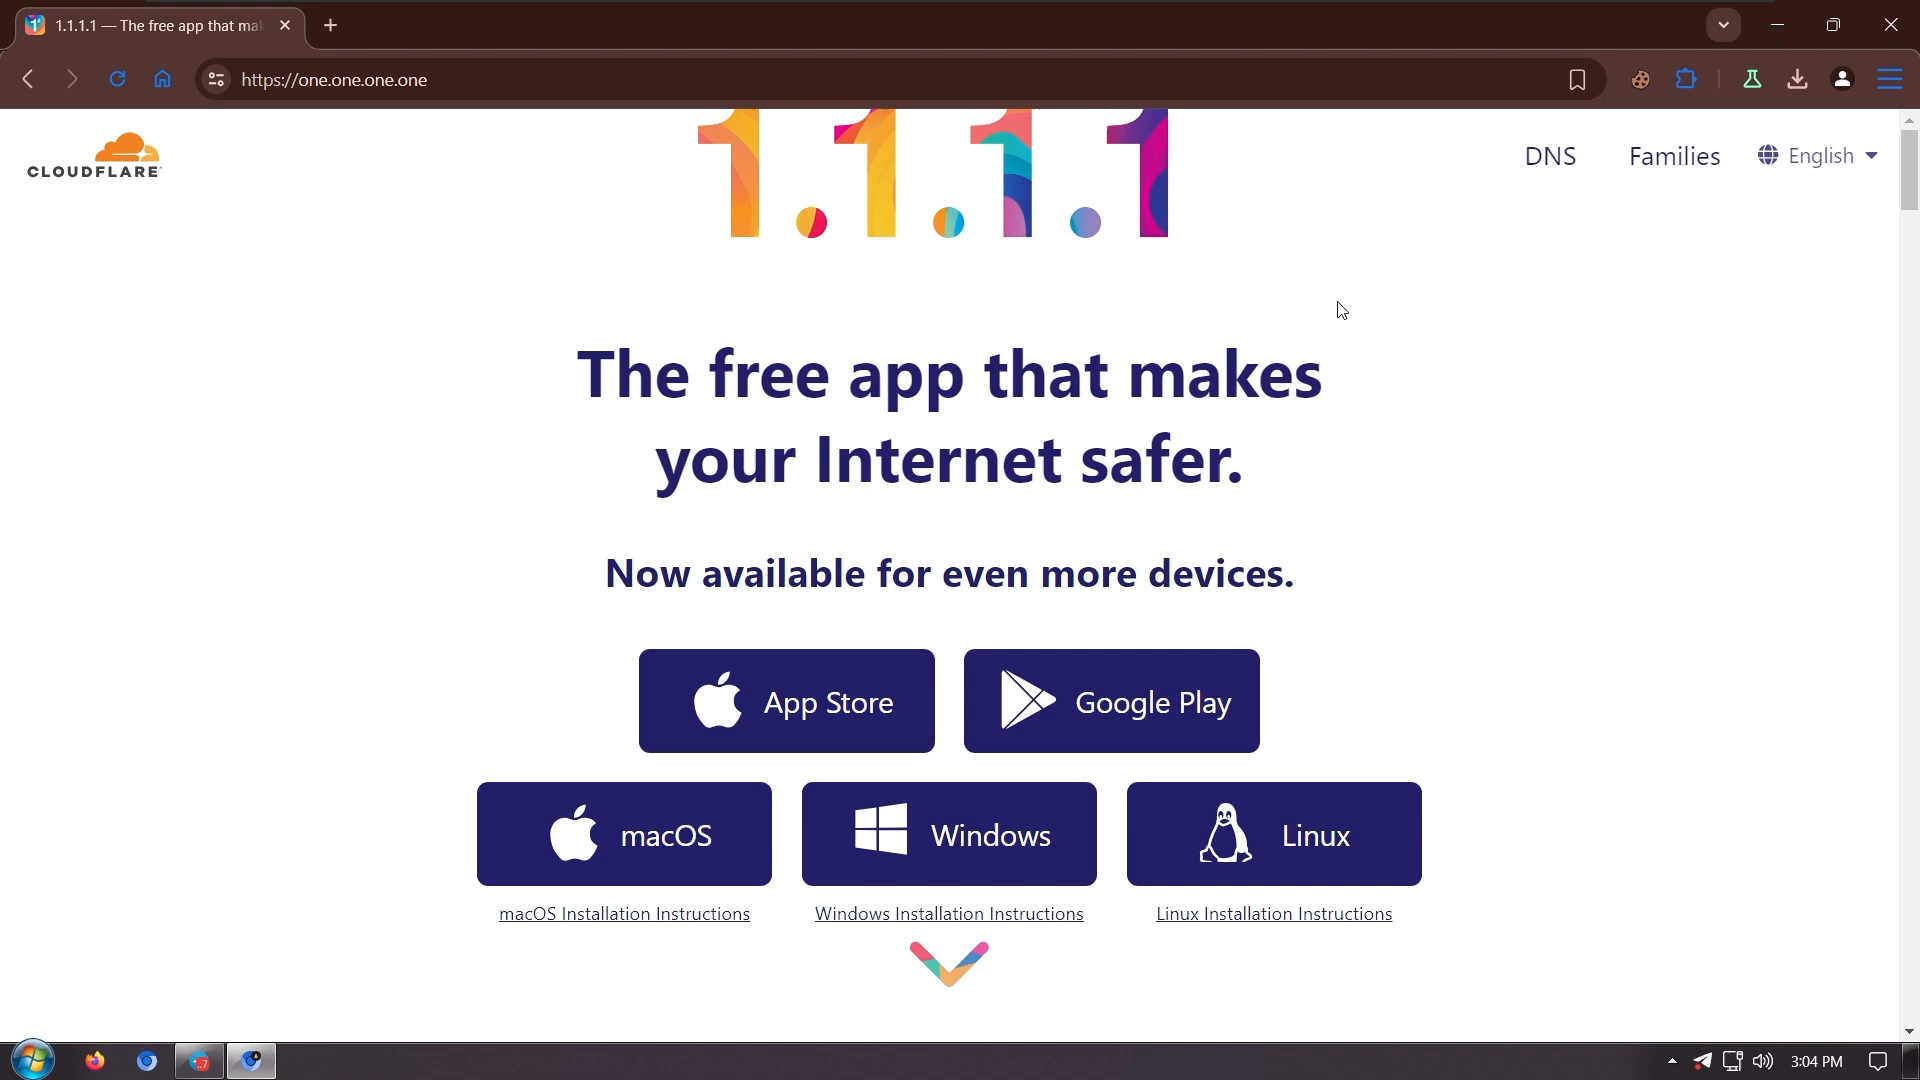 1.1.1.1 — The free app that ma
https://one.one.one.one
CLOUDFLARE
1.1.1.1
DNS
Families
English
The free app that makes
your Internet safer.
Now available for even more devices.
App Store
Google Play
macOS
Windows
Linux
macOS Installation Instructions
Windows Installation Instructions
Linux Installation Instructions
3:04 PM